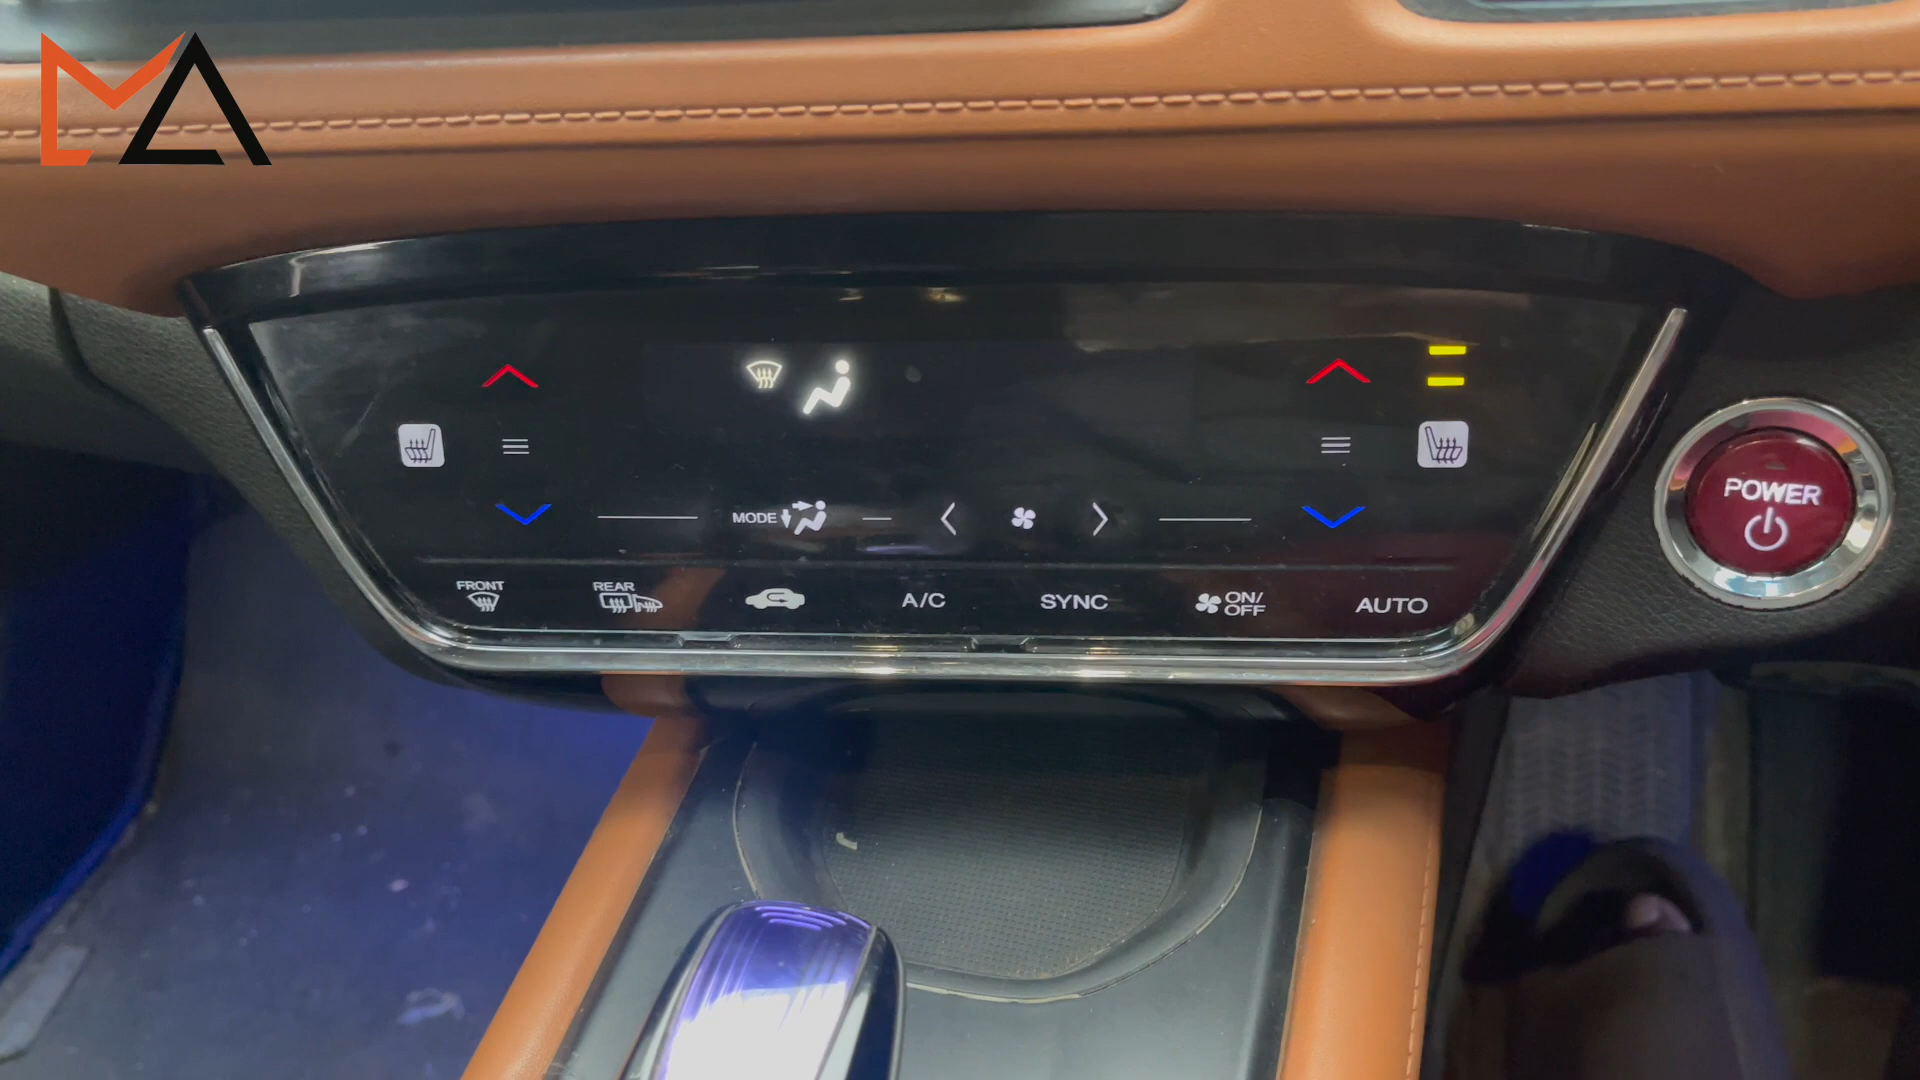 MODE
POWER
FRONT
REAR
A/C
SYNC
ON/
OFF
AUTO